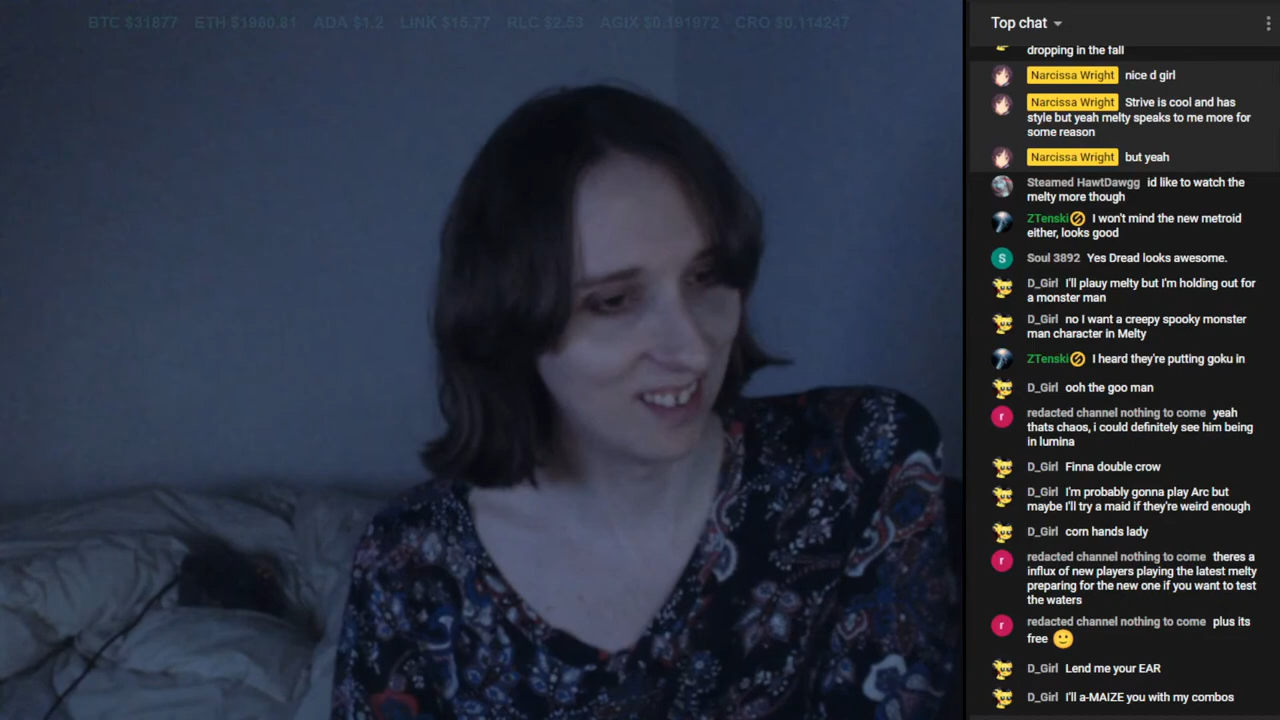 BTC $31877 ETH $1980.81 ADA $1.2 LINK $15.77 RLC $2.53 AGIX $0.191972 CRO $0.114247
Top chat
dropping in the fall
Narcissa Wright nice d girl
Narcissa Wright Strive is cool and has
style but yeah melty speaks to me more for
some reason
Narcissa Wright but yeah
Steamed HawtDawgg id like to watch the
melty more though
ZTenski I won't mind the new metroid
either, looks good
S
Soul 3892 Yes Dread looks awesome.
D_Girl I'll plauy melty but I'm holding out for
a monster man
D_Girl no I want a creepy spooky monster
man character in Melty
ZTenski I heard they're putting goku in
D_Girl ooh the goo man
r
redacted channel nothing to come yeah
thats chaos, i could definitely see him being
in lumina
D_Girl Finna double crow
D_Girl I'm probably gonna play Arc but
maybe I'll try a maid if they're weird enough
D_Girl corn hands lady
r
redacted channel nothing to come theres a
influx of new players playing the latest melty
preparing for the new one if you want to test
the waters
r
redacted channel nothing to come plus its
free 🙂
D_Girl Lend me your EAR
D_Girl I'll a-MAIZE you with my combos